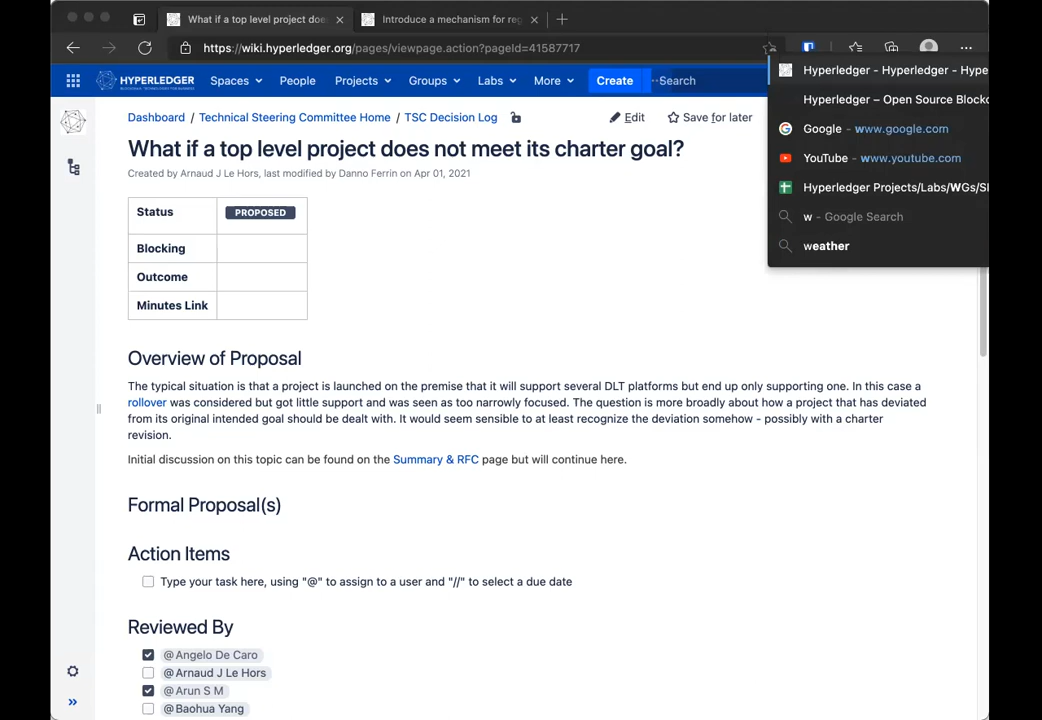 What if a top level project doe
Introduce a mechanism for reg
https://wiki.hyperledger.org/pages/viewpage.action?pageId=41587717
HYPERLEDGER
Spaces
People
Projects
Groups
Labs
More
Create
Search
Hyperledger - Hyperledger - Hype
Hyperledger – Open Source Blockc
Google - www.google.com
YouTube - www.youtube.com
Hyperledger Projects/Labs/WGs/SI
w - Google Search
weather
Dashboard / Technical Steering Committee Home / TSC Decision Log
Edit
Save for later
What if a top level project does not meet its charter goal?
Created by Arnaud J Le Hors, last modified by Danno Ferrin on Apr 01, 2021
Status PROPOSED
Blocking
Outcome
Minutes Link
Overview of Proposal
The typical situation is that a project is launched on the premise that it will support several DLT platforms but end up only supporting one. In this case a
rollover was considered but got little support and was seen as too narrowly focused. The question is more broadly about how a project that has deviated
from its original intended goal should be dealt with. It would seem sensible to at least recognize the deviation somehow - possibly with a charter
revision.
Initial discussion on this topic can be found on the Summary & RFC page but will continue here.
Formal Proposal(s)
Action Items
Type your task here, using "@" to assign to a user and "//" to select a due date
Reviewed By
@Angelo De Caro
@Arnaud J Le Hors
@Arun S M
@Baohua Yang